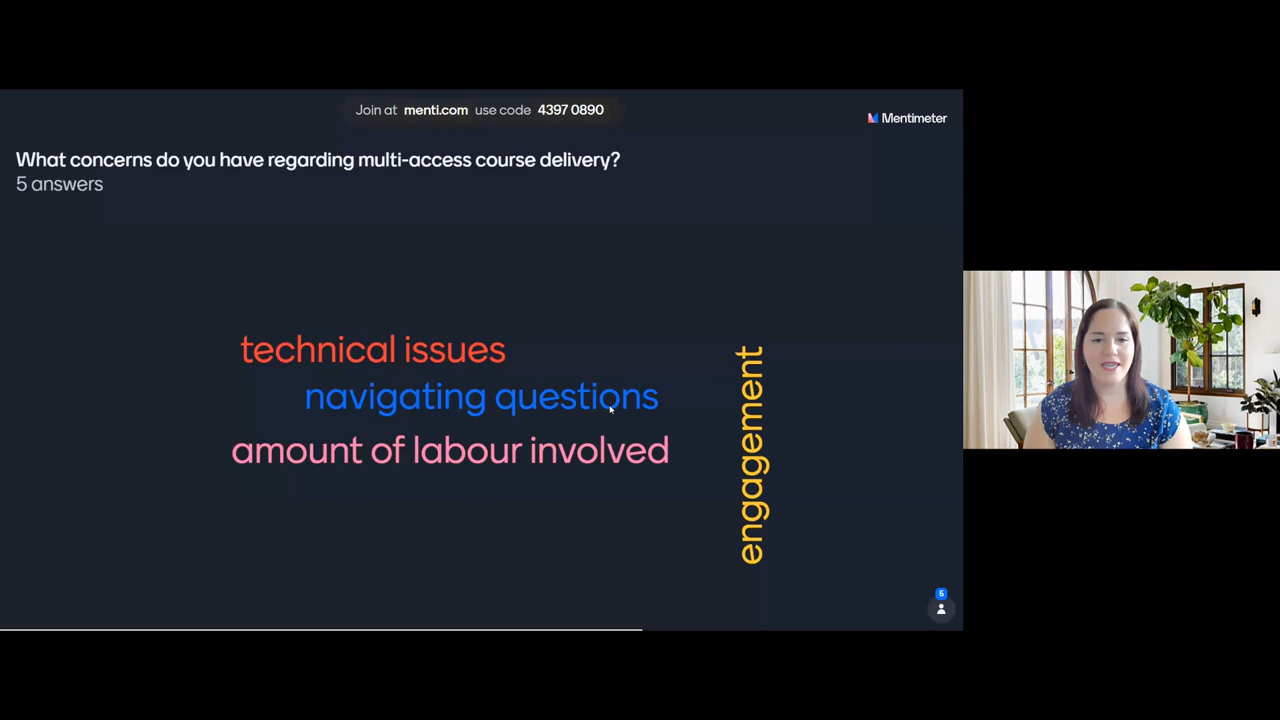 Join at menti.com use code 4397 0890
Mentimeter
What concerns do you have regarding multi-access course delivery?
5 answers
technical issues
navigating questions
amount of labour involved
engagement
5